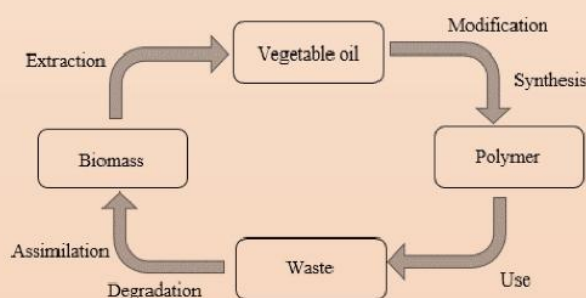 Modification
Vegetable oil
Extraction
Synthesis
Biomass
Polymer
Assimilation
Waste
Use
Degradation